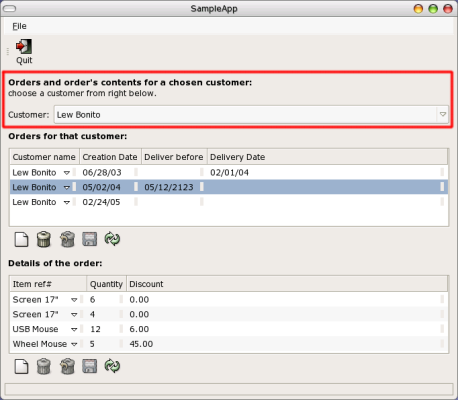 SampleApp
File
Quit
Orders and order's contents for a chosen customer:
choose a customer from right below.
Customer: Lew Bonito
Orders for that customer:
Customer name Creation Date Deliver before Delivery Date
Lew Bonito 06/28/03 02/01/04
Lew Bonito 05/02/04 05/12/2123
Lew Bonito 02/24/05
Details of the order:
Item ref# Quantity Discount
Screen 17" 6 0.00
Screen 17" 4 0.00
USB Mouse 12 6.00
Wheel Mouse 5 45.00